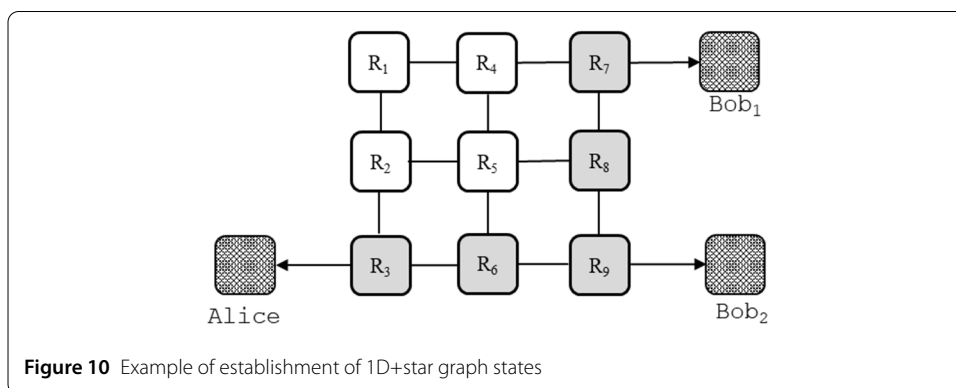 R₁ R₄ R₇
Bob₁
R₂ R₅ R₈
R₃ R₆ R₉
Alice
Bob₂
Figure 10 Example of establishment of 1D+star graph states